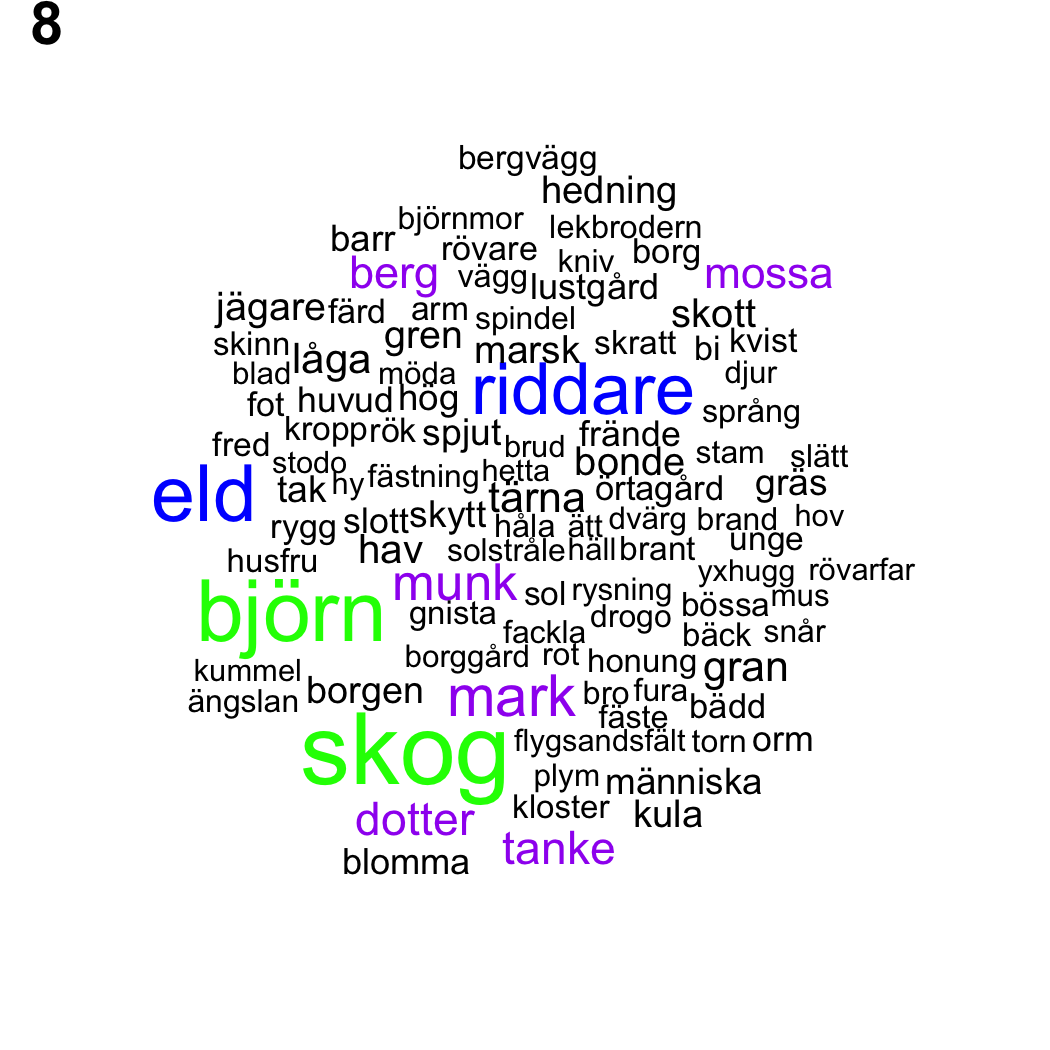 8
bergvägg
hedning
björnmor lekbrodern
barr rövare kniv borg
berg vägg lustgård mossa
jägare färd arm spindel skott
skinn låga gren marsk skratt bi kvist
blad möda riddare djur
fot huvud hög språng
fred kropp rök spjut brud frände
stodo hy fästning hetta bonde stam slätt
eld tak tärna örtagård gräs
rygg slott skytt håla ätt dvärg brand hov
husfru hav solstråle häll brant unge
björn munk sol rysning yxhugg rövarfar
gnista drogo bössa mus
fackla bäck snår
kummel borggård rot honung gran
ängslan borgen mark bro fura bädd
fäste
skog flygsandsfält torn orm
plym människa
dotter kloster kula
blomma tanke